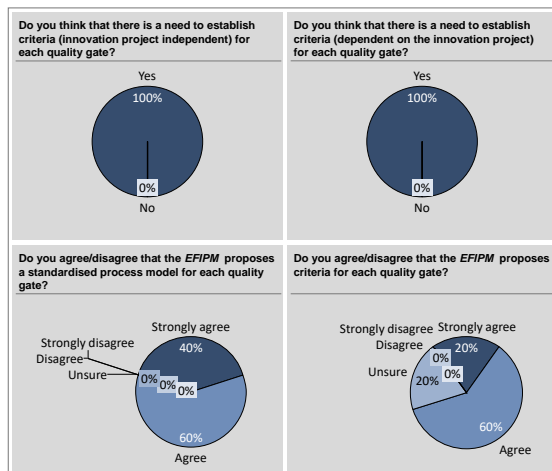 Do you think that there is a need to establish
criteria (innovation project independent) for
each quality gate?
Yes
100%
0%
No
Do you think that there is a need to establish
criteria (dependent on the innovation project)
for each quality gate?
Yes
100%
0%
No
Do you agree/disagree that the EFIPM proposes
a standardised process model for each quality
gate?
Strongly agree
Strongly disagree
40%
Disagree
Unsure
0%
0%
0%
60%
Agree
Do you agree/disagree that the EFIPM proposes
criteria for each quality gate?
Strongly disagree Strongly agree
Disagree
20%
0%
Unsure
20%
0%
60%
Agree